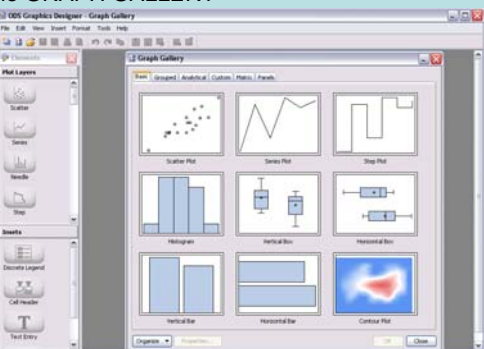 ODS Graphics Designer - Graph Gallery
File Edit View Insert Format Tools Help
Elements
Graph Gallery
Plot Layers
Basic Grouped Analytical Custom Matrix Panels
Scatter
Series
Needle
Step
Scatter Plot Series Plot Step Plot
Histogram Vertical Box Horizontal Box
Insets
Discrete Legend
Cell Header
Text Entry
Vertical Bar Horizontal Bar Contour Plot
Organize Properties... OK Close